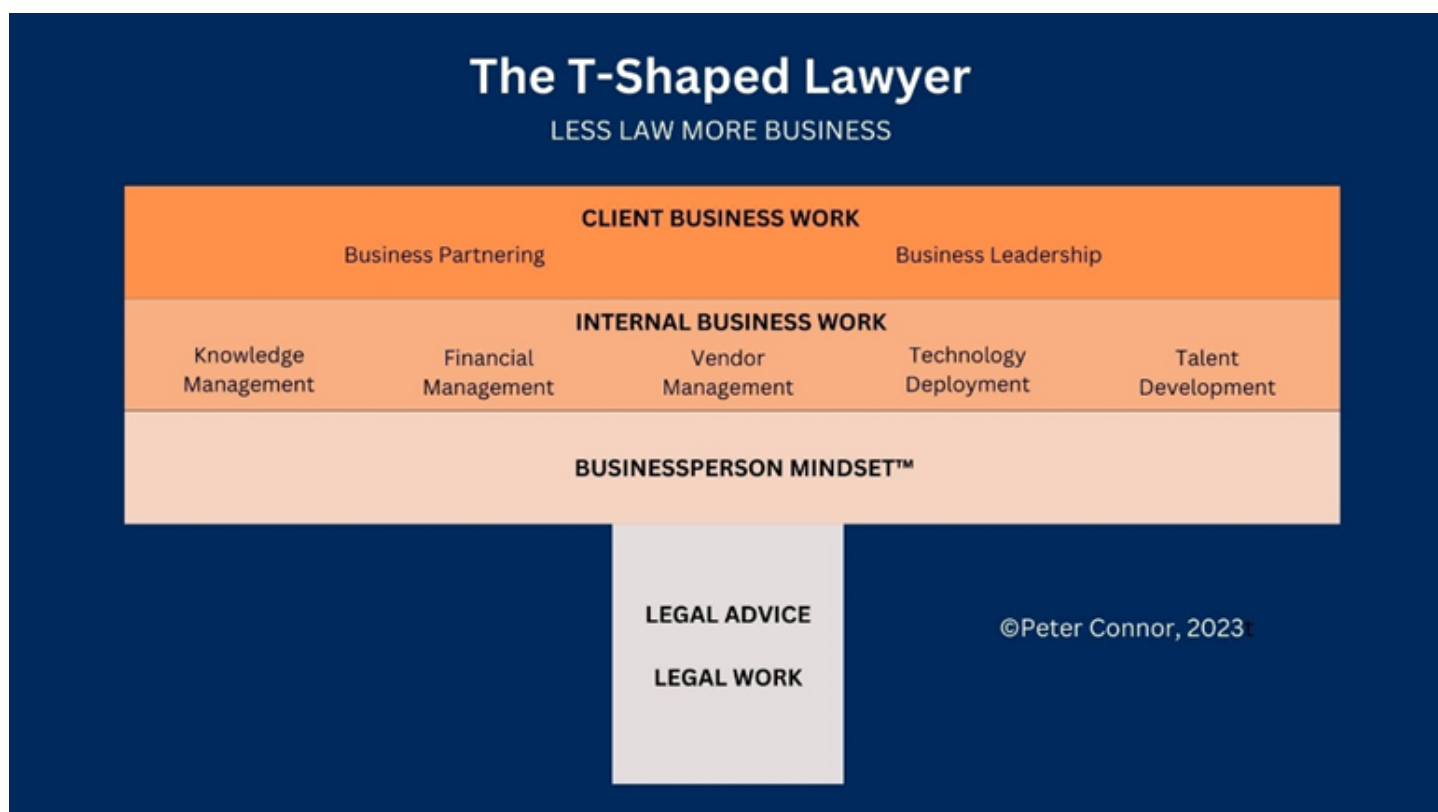 The T-Shaped Lawyer
LESS LAW MORE BUSINESS
CLIENT BUSINESS WORK
Business Partnering
Business Leadership
INTERNAL BUSINESS WORK
Knowledge
Management
Financial
Management
Vendor
Management
Technology
Deployment
Talent
Development
BUSINESSPERSON MINDSET™
LEGAL ADVICE
LEGAL WORK
©Peter Connor, 2023t